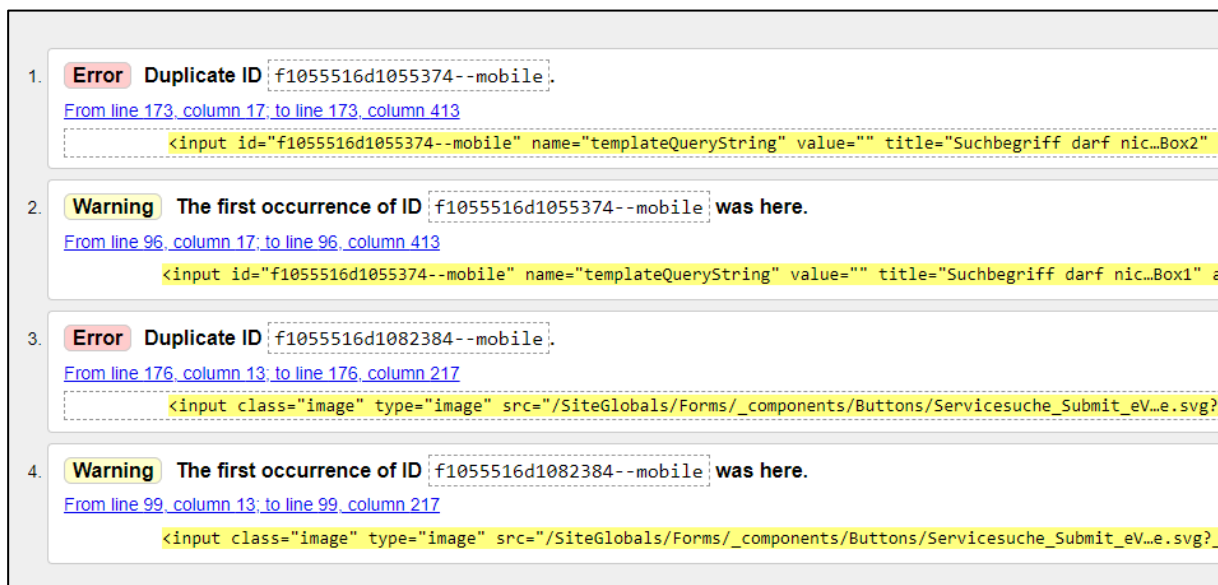 1. Error Duplicate ID f1055516d1055374--mobile.
From line 173, column 17; to line 173, column 413
<input id="f1055516d1055374--mobile" name="templateQueryString" value="" title="Suchbegriff darf nic…Box2"
2. Warning The first occurrence of ID f1055516d1055374--mobile was here.
From line 96, column 17; to line 96, column 413
<input id="f1055516d1055374--mobile" name="templateQueryString" value="" title="Suchbegriff darf nic…Box1" a
3. Error Duplicate ID f1055516d1082384--mobile.
From line 176, column 13; to line 176, column 217
<input class="image" type="image" src="/SiteGlobals/Forms/_components/Buttons/Servicesuche_Submit_eV…e.svg?
4. Warning The first occurrence of ID f1055516d1082384--mobile was here.
From line 99, column 13; to line 99, column 217
<input class="image" type="image" src="/SiteGlobals/Forms/_components/Buttons/Servicesuche_Submit_eV…e.svg?_